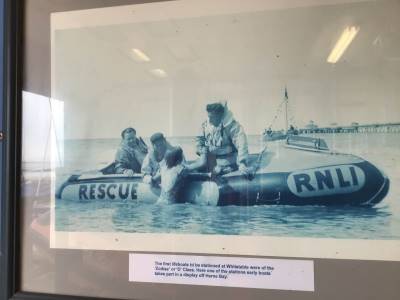 RESCUE
RNLI
The first lifeboats to be stationed at Whitstable were of the
'Zodiac' or 'D' Class. Here one of the stations early boats
takes part in a display off Herne Bay.